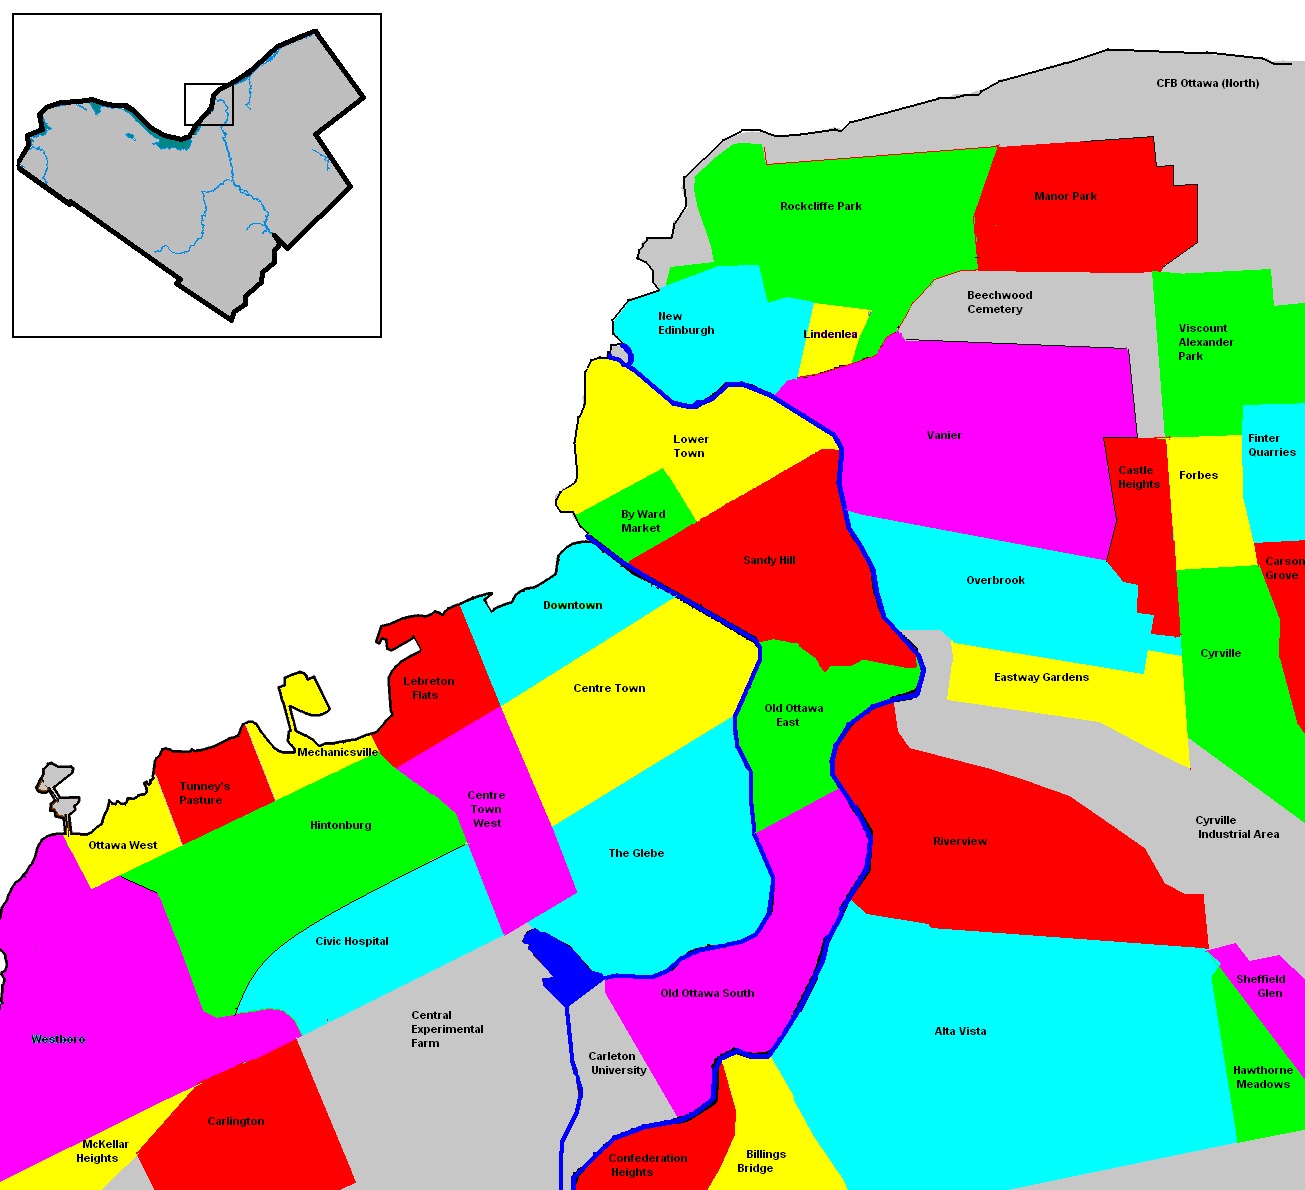 CFB Ottawa (North)
Rockcliffe Park
Manor Park
Beechwood
Cemetery
New
Edinburgh
Lindenlea
Viscount
Alexander
Park
Vanier
Lower
Town
Castle
Heights
Forbes
Finter
Quarries
By Ward
Market
Sandy Hill
Overbrook
Carson
Grove
Downtown
Cyrville
Eastway Gardens
Lebreton
Flats
Centre Town
Old Ottawa
East
Mechanicsville
Tunney's
Pasture
Centre
Town
West
Hintonburg
Cyrville
Industrial Area
Ottawa West
The Glebe
Riverview
Civic Hospital
Sheffield
Glen
Old Ottawa South
Central
Experimental
Farm
Alta Vista
Westboro
Carleton
University
Hawthorne
Meadows
Carlington
McKellar
Heights
Confederation
Heights
Billings
Bridge